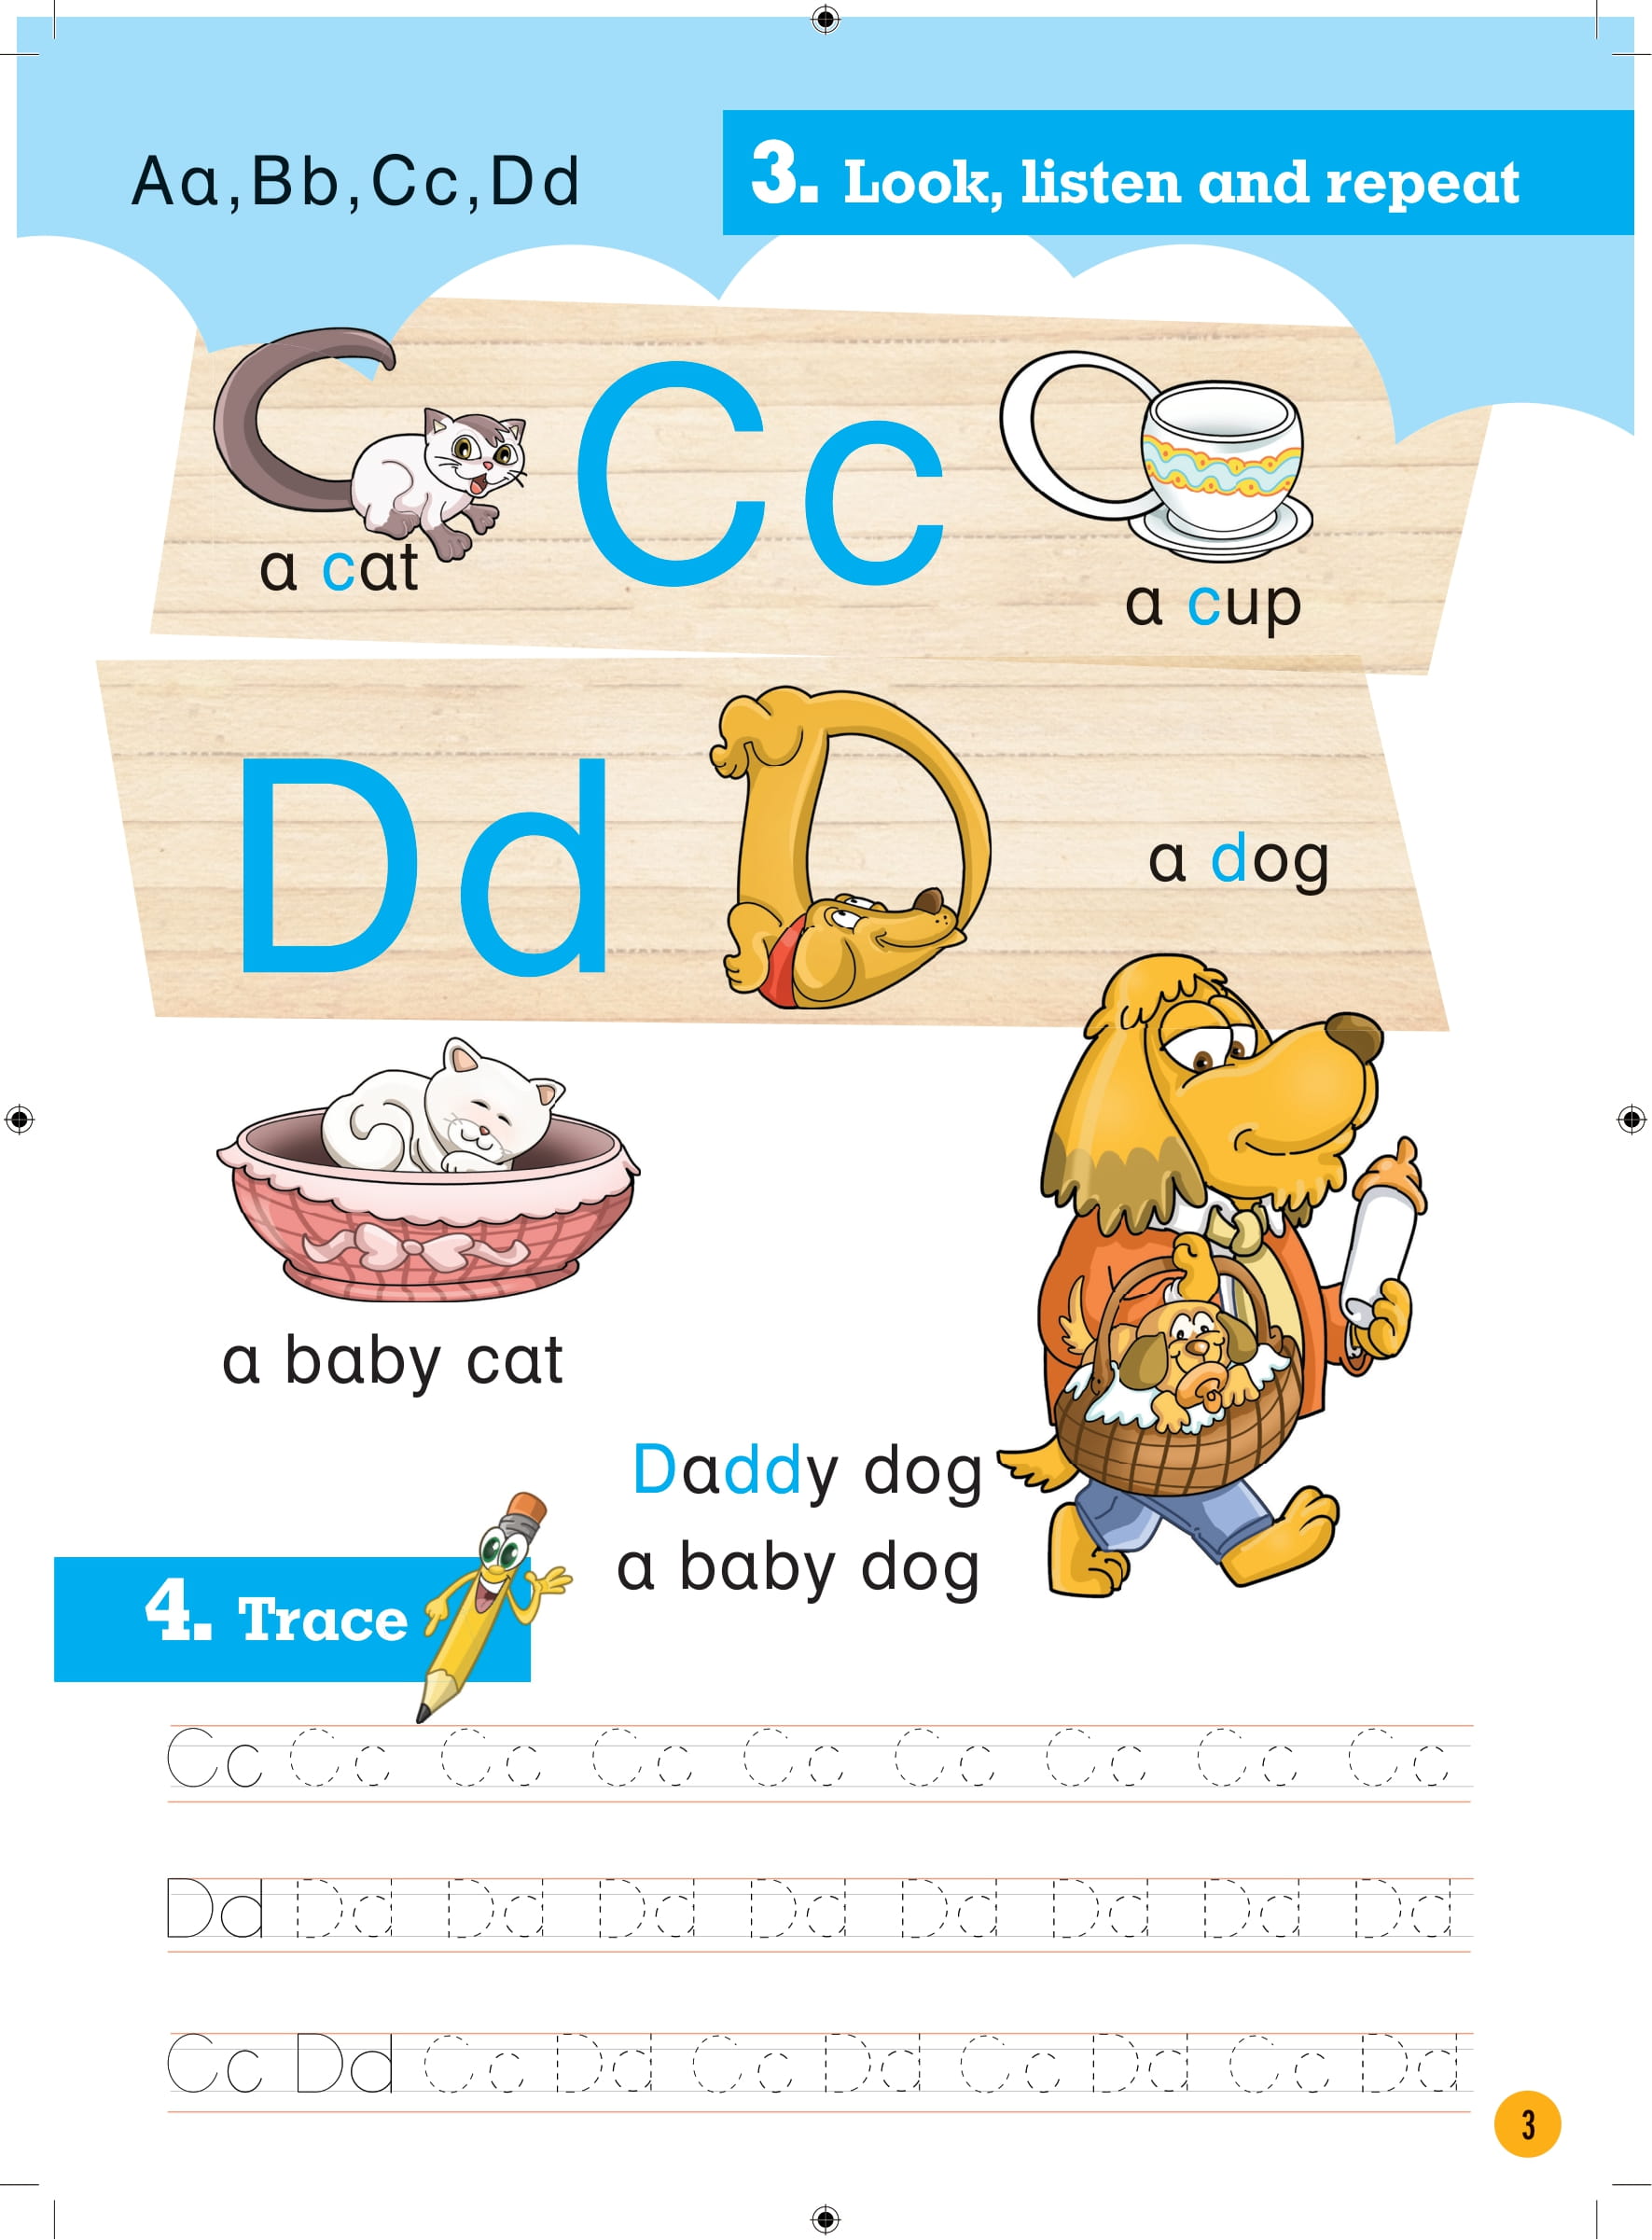 Aa,Bb,Cc,Dd
3. Look, listen and repeat
Cc
a cat
a cup
Dd
a dog
a baby cat
Daddy dog
a baby dog
4. Trace
Cc Cc Cc Cc Cc Cc Cc Cc Cc
Dd Dd Dd Dd Dd Dd Dd Dd Dd
Cc Dd Cc Dd Cc Dd Cc Dd Cc Dd
3